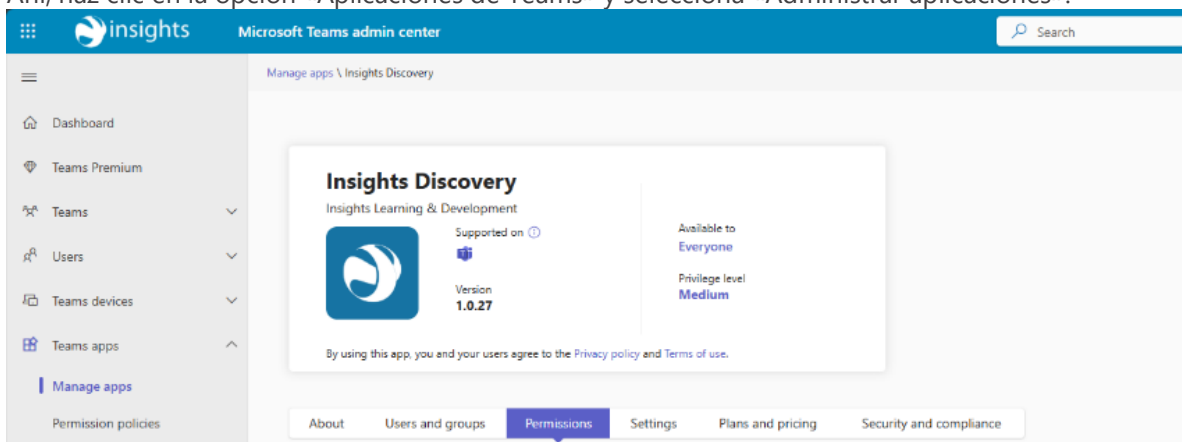 Ahí, haz clic en la opción «Aplicaciones de Teams» y selecciona «Administrar aplicaciones».
insights
Microsoft Teams admin center
Search
Manage apps \ Insights Discovery
Dashboard
Teams Premium
Teams
Users
Teams devices
Teams apps
Manage apps
Permission policies
Insights Discovery
Insights Learning & Development
Supported on
Version
1.0.27
Available to
Everyone
Privilege level
Medium
By using this app, you and your users agree to the Privacy policy and Terms of use.
About Users and groups Permissions Settings Plans and pricing Security and compliance